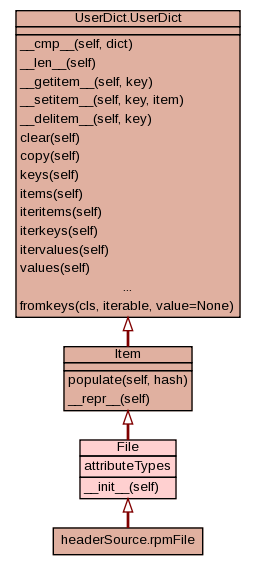 UserDict.UserDict
__cmp__(self, dict)
__len__(self)
__getitem__(self, key)
__setitem__(self, key, item)
__delitem__(self, key)
clear(self)
copy(self)
keys(self)
items(self)
iteritems(self)
iterkeys(self)
itervalues(self)
values(self)
...
fromkeys(cls, iterable, value=None)
Item
populate(self, hash)
__repr__(self)
File
attributeTypes
__init__(self)
headerSource.rpmFile